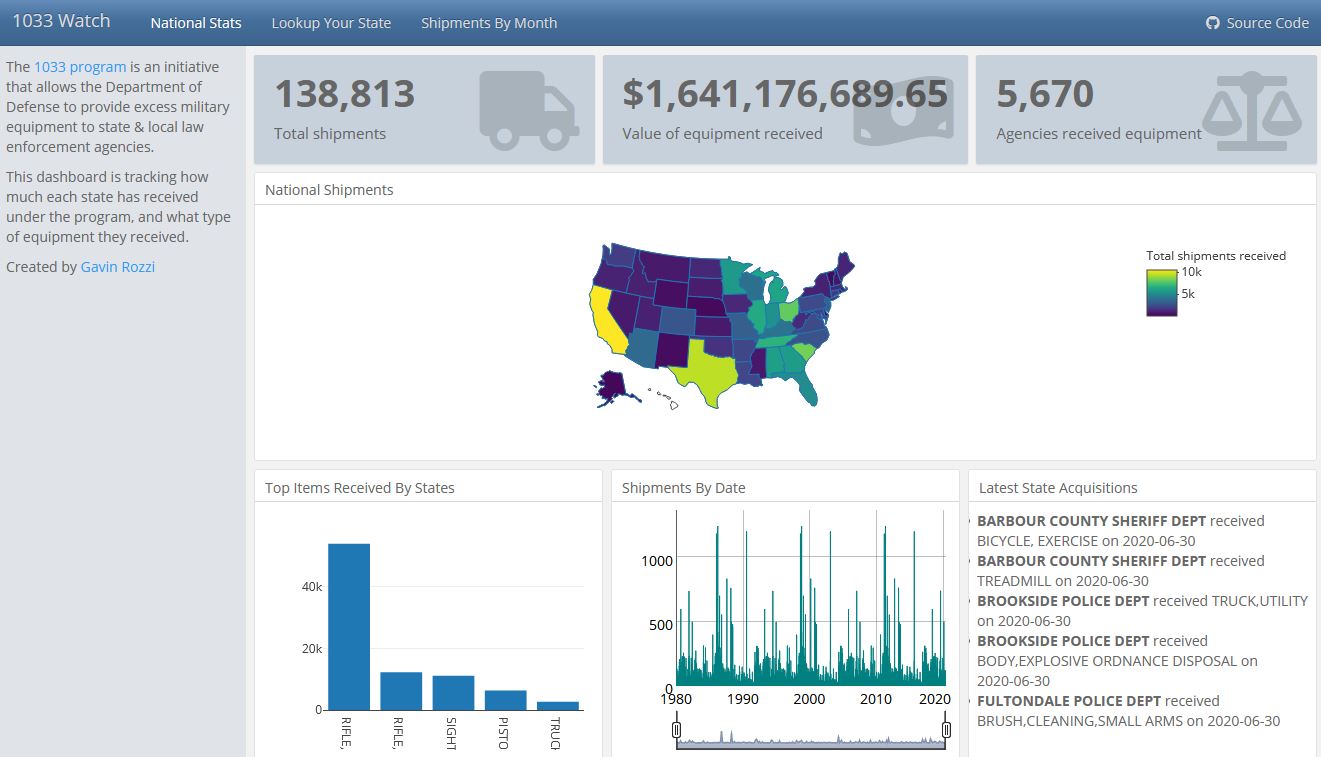 1033 Watch
National Stats
Lookup Your State
Shipments By Month
Source Code
The 1033 program is an initiative
that allows the Department of
Defense to provide excess military
equipment to state & local law
enforcement agencies.
This dashboard is tracking how
much each state has received
under the program, and what type
of equipment they received.
Created by Gavin Rozzi
138,813
Total shipments
$1,641,176,689.65
Value of equipment received
5,670
Agencies received equipment
National Shipments
Total shipments received
10k
5k
Top Items Received By States
40k
20k
0
RIFLE,
RIFLE,
SIGHT
PISTO
TRUCK
Shipments By Date
1000
500
0
1980
1990
2000
2010
2020
Latest State Acquisitions
BARBOUR COUNTY SHERIFF DEPT received
BICYCLE, EXERCISE on 2020-06-30
BARBOUR COUNTY SHERIFF DEPT received
TREADMILL on 2020-06-30
BROOKSIDE POLICE DEPT received TRUCK,UTILITY
on 2020-06-30
BROOKSIDE POLICE DEPT received
BODY,EXPLOSIVE ORDNANCE DISPOSAL on
2020-06-30
FULTONDALE POLICE DEPT received
BRUSH,CLEANING,SMALL ARMS on 2020-06-30